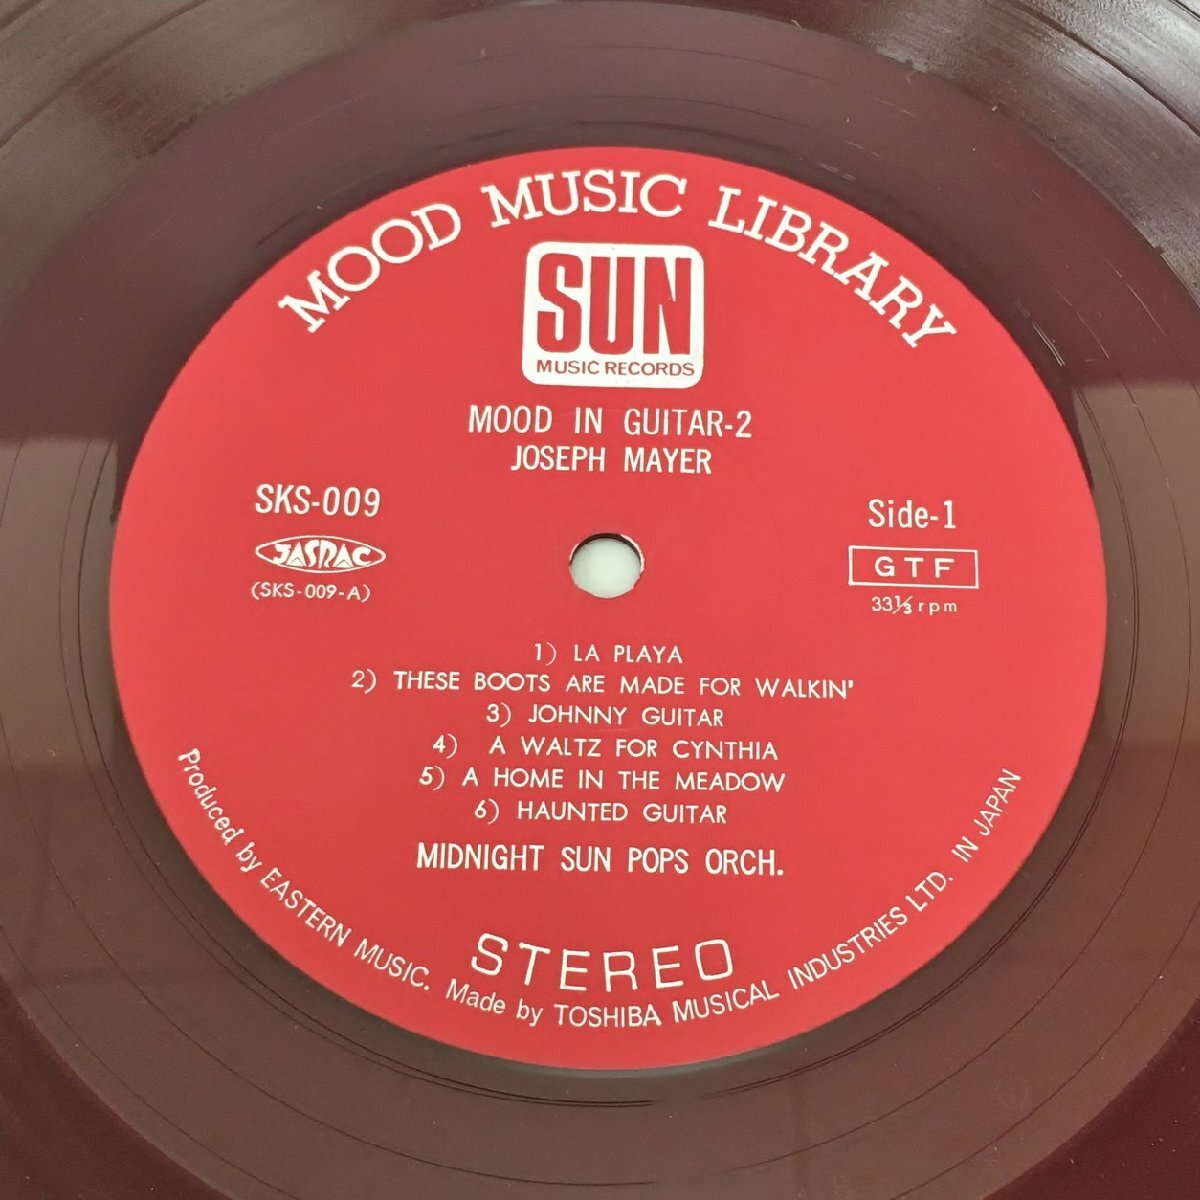 MOOD MUSIC LIBRARY
SUN
MUSIC RECORDS
MOOD IN GUITAR-2
JOSEPH MAYER
SKS-009
JASRAC
(SKS-009-A)
Side-1
GTF
33⅓ rpm
1) LA PLAYA
2) THESE BOOTS ARE MADE FOR WALKIN'
3) JOHNNY GUITAR
4) A WALTZ FOR CYNTHIA
5) A HOME IN THE MEADOW
6) HAUNTED GUITAR
MIDNIGHT SUN POPS ORCH.
STEREO
Produced by EASTERN MUSIC. Made by TOSHIBA MUSICAL INDUSTRIES LTD. IN JAPAN